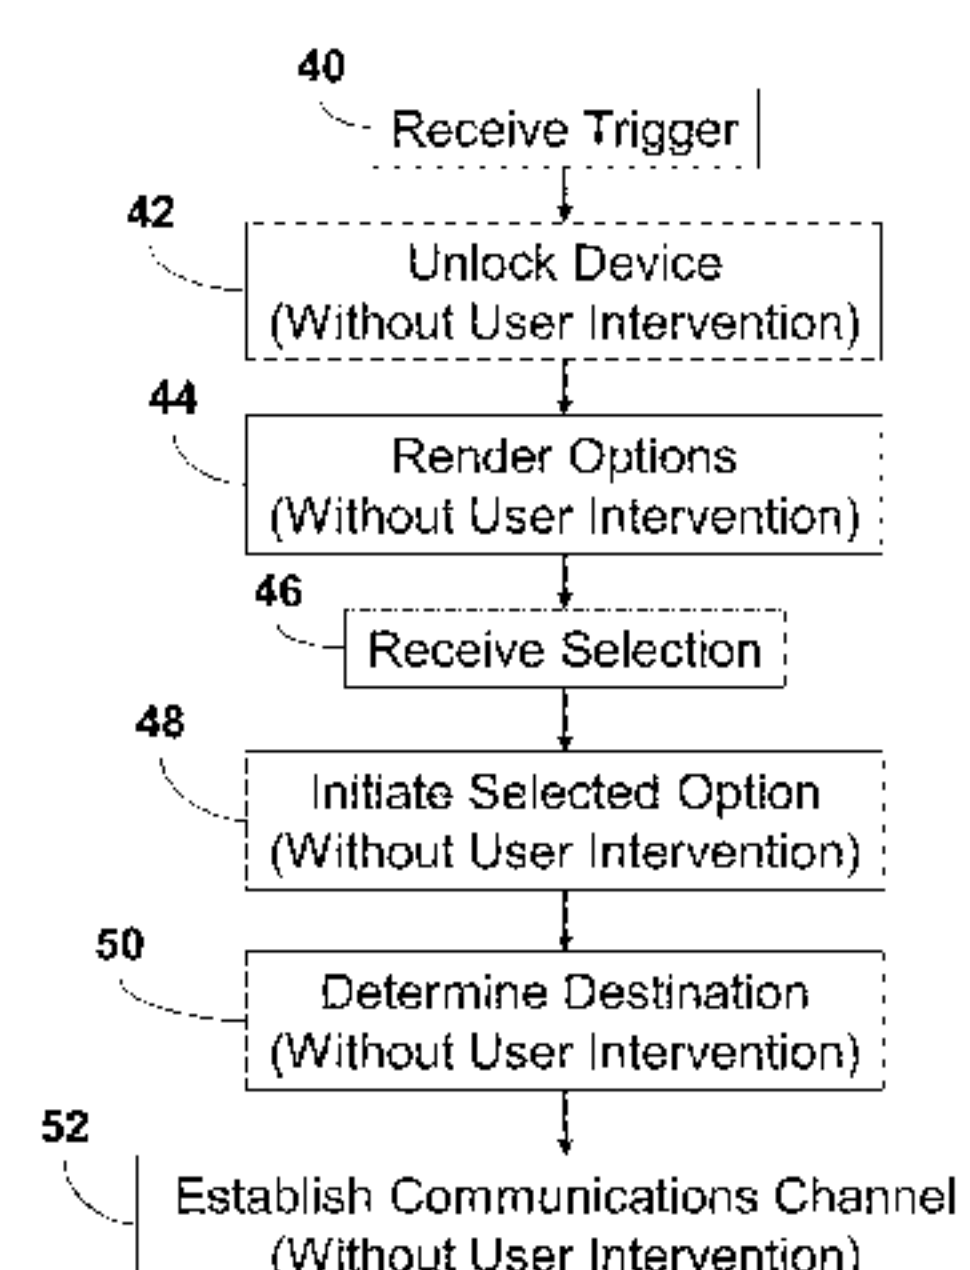 40
Receive Trigger
42
Unlock Device
(Without User Intervention)
44
Render Options
(Without User Intervention)
46
Receive Selection
48
Initiate Selected Option
(Without User Intervention)
50
Determine Destination
(Without User Intervention)
52
Establish Communications Channel
(Without User Intervention)